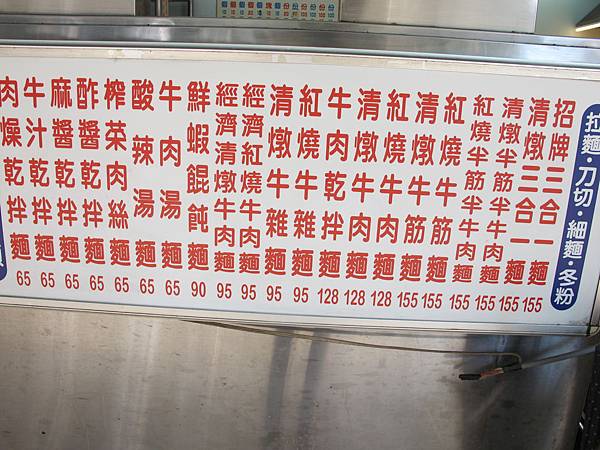 拉麵・刀切・細麵・冬粉
招牌三合一麵 155
清燉三合一麵 155
清燉半筋半牛肉麵 155
紅燒半筋半牛肉麵 155
紅燒牛筋麵 155
清燉牛筋麵 155
紅燒牛肉麵 128
清燉牛肉麵 128
牛肉乾拌麵 128
紅燒牛雜麵 95
清燉牛雜麵 95
經濟紅燒牛肉麵 95
經濟清燉牛肉麵 95
鮮蝦餛飩麵 90
牛肉湯麵 65
酸辣湯麵 65
榨菜肉絲麵 65
酢醬乾拌麵 65
麻醬乾拌麵 65
牛汁乾拌麵 65
肉燥乾拌麵 65